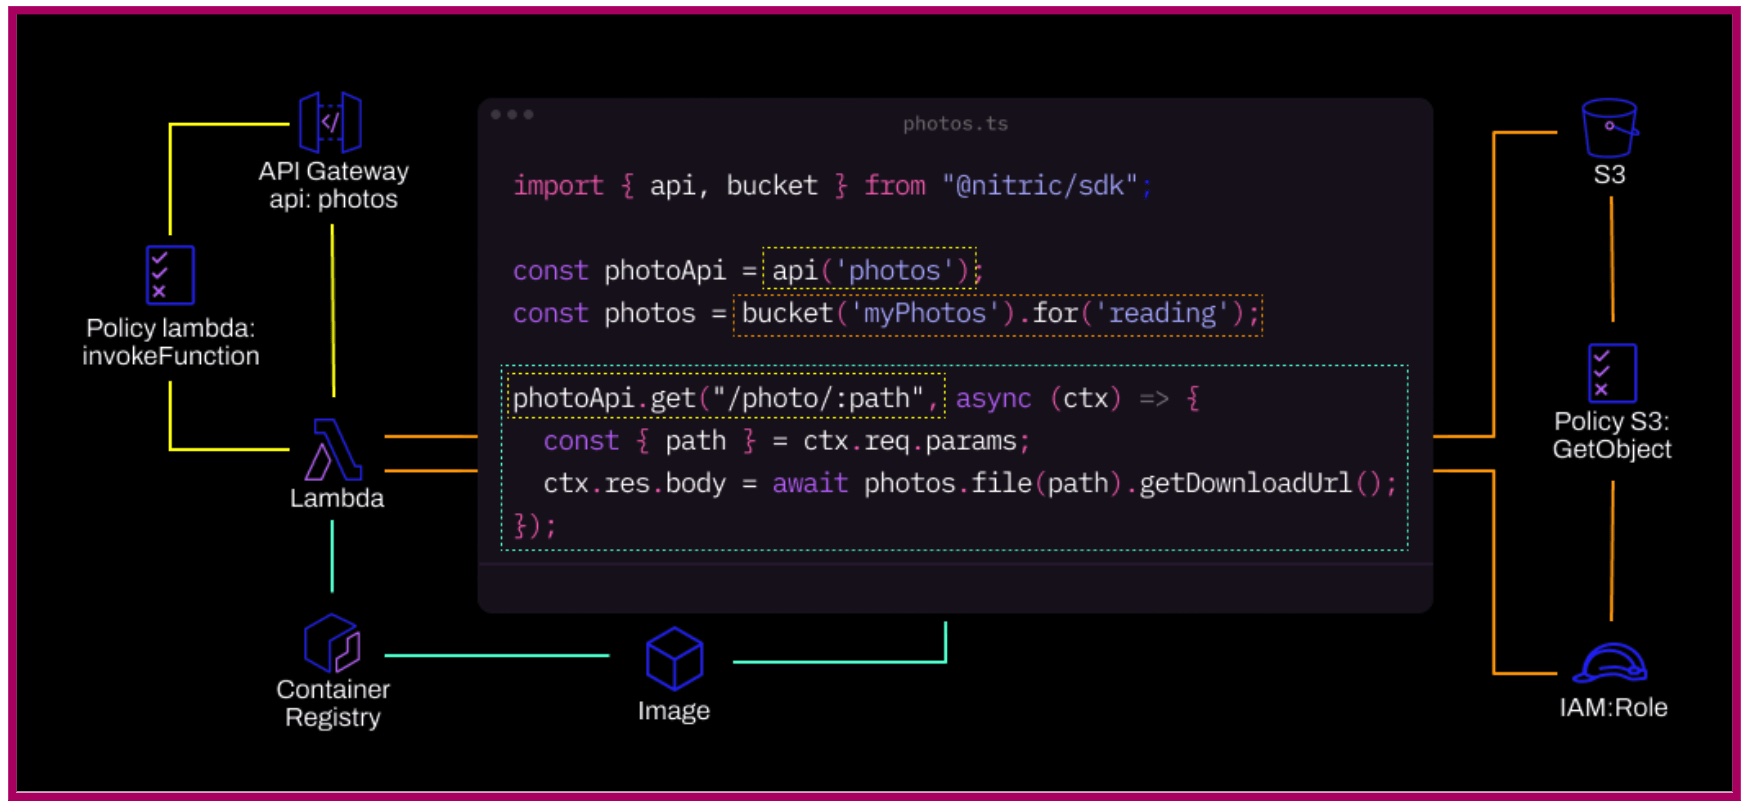 API Gateway
api: photos
Policy lambda:
invokeFunction
Lambda
Container
Registry
Image
photos.ts
import { api, bucket } from "@nitric/sdk";
const photoApi = api('photos');
const photos = bucket('myPhotos').for('reading');
photoApi.get("/photo/:path", async (ctx) => {
  const { path } = ctx.req.params;
  ctx.res.body = await photos.file(path).getDownloadUrl();
});
S3
Policy S3:
GetObject
IAM:Role